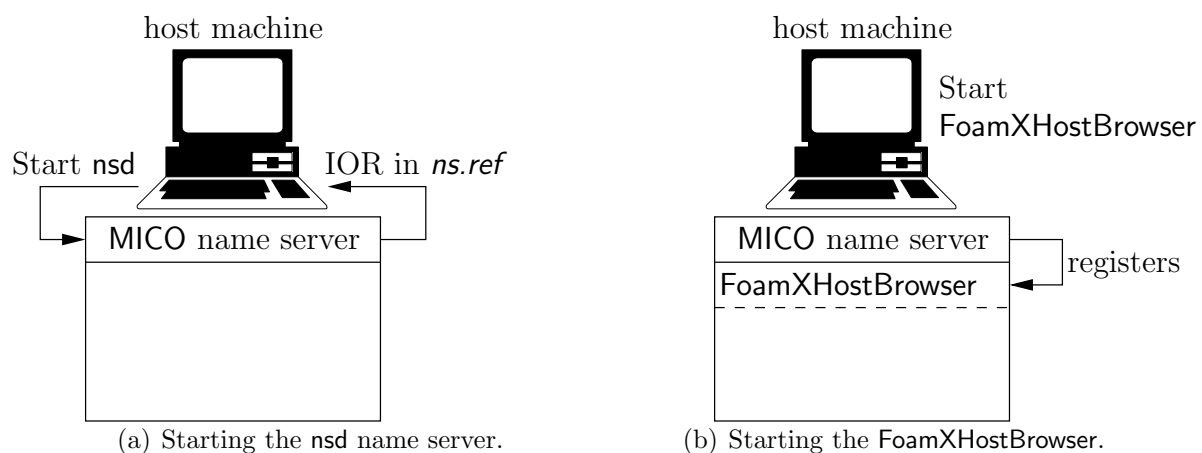 host machine
Start nsd
IOR in ns.ref
MICO name server
(a) Starting the nsd name server.
host machine
Start
FoamXHostBrowser
MICO name server
registers
FoamXHostBrowser
(b) Starting the FoamXHostBrowser.